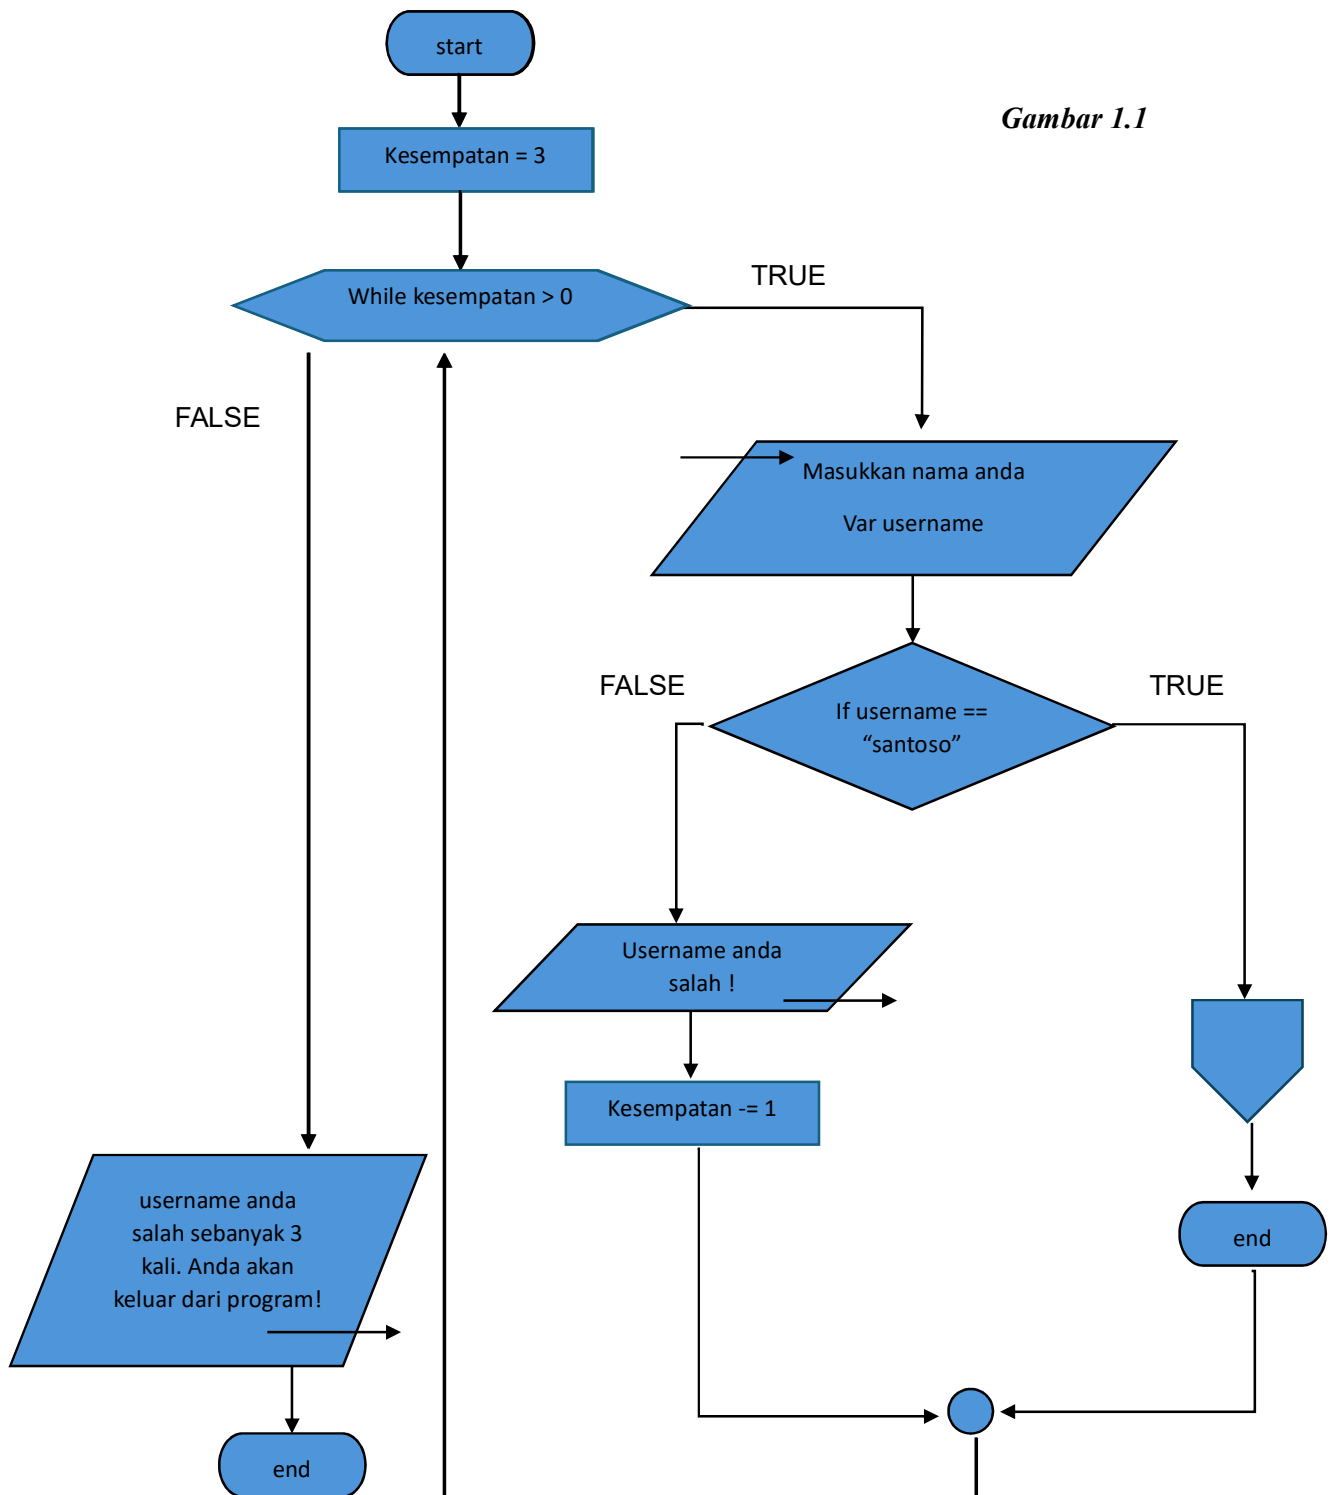 start
Gambar 1.1
Kesempatan = 3
While kesempatan > 0
TRUE
FALSE
Masukkan nama anda
Var username
FALSE
TRUE
If username ==
“santoso”
Username anda
salah !
Kesempatan -= 1
username anda
salah sebanyak 3
kali. Anda akan
keluar dari program!
end
end